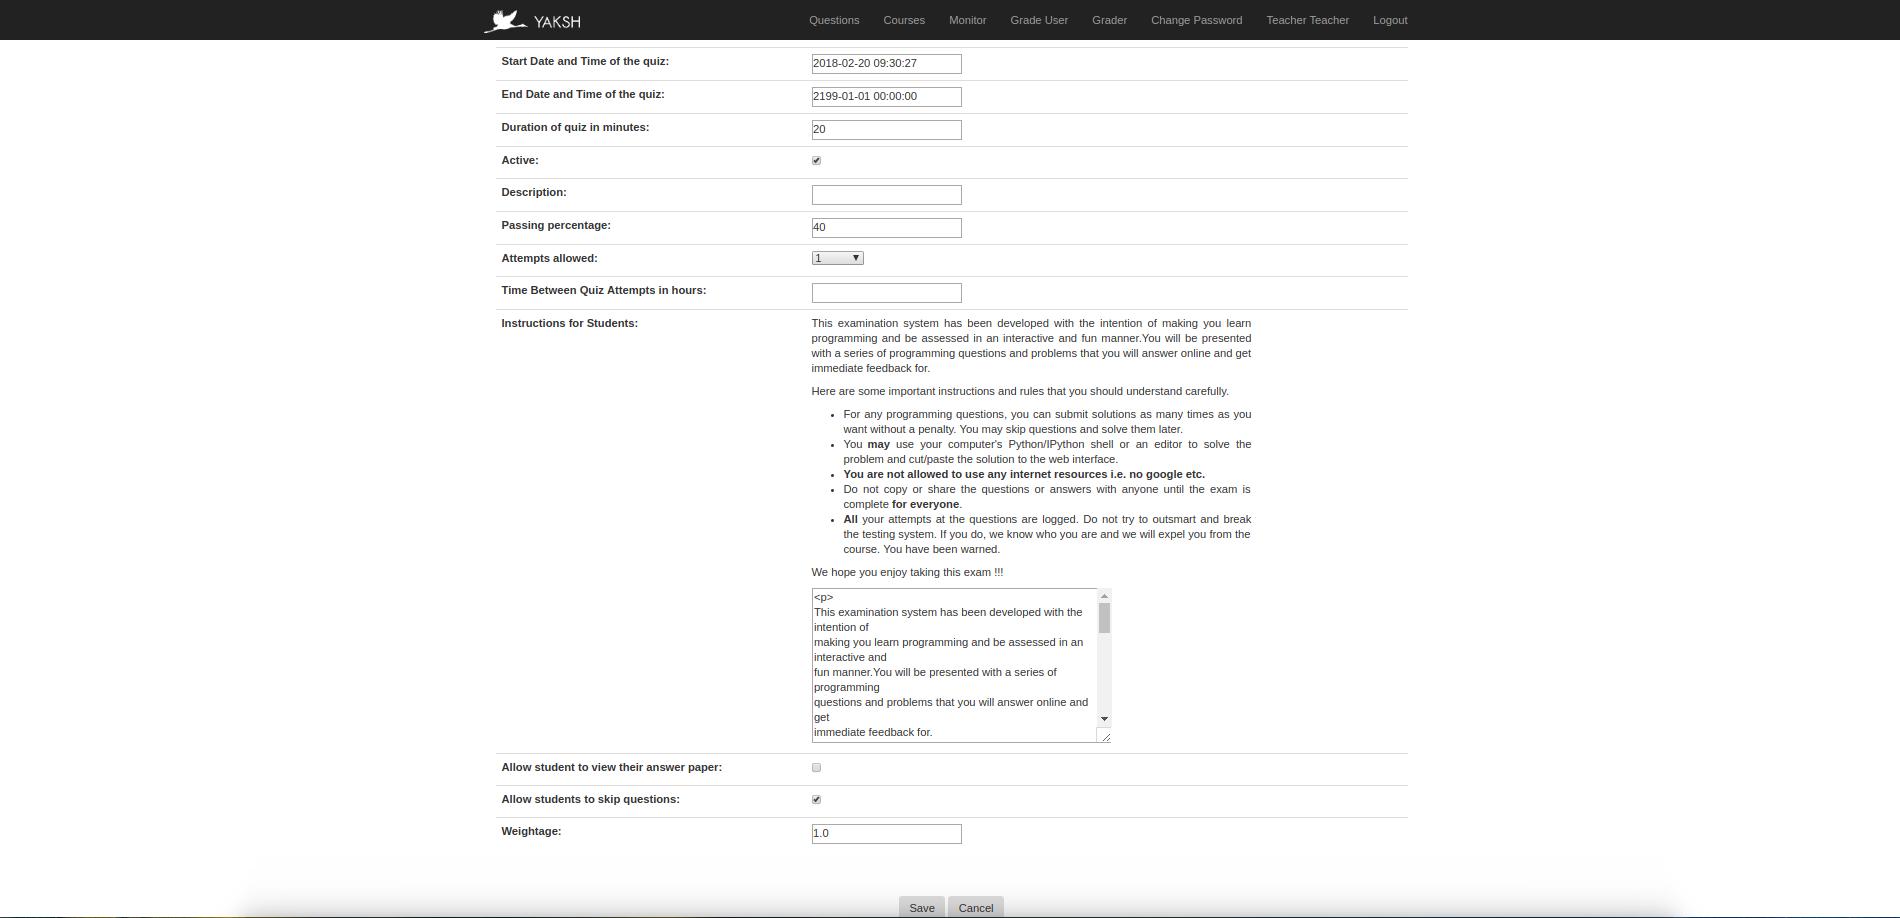 YAKSH Questions Courses Monitor Grade User Grader Change Password Teacher Teacher Logout
Start Date and Time of the quiz: 2018-02-20 09:30:27
End Date and Time of the quiz: 2199-01-01 00:00:00
Duration of quiz in minutes: 20
Active:
Description:
Passing percentage: 40
Attempts allowed: 1
Time Between Quiz Attempts in hours:
Instructions for Students: This examination system has been developed with the intention of making you learn
programming and be assessed in an interactive and fun manner.You will be presented
with a series of programming questions and problems that you will answer online and get
immediate feedback for.
Here are some important instructions and rules that you should understand carefully.
• For any programming questions, you can submit solutions as many times as you
want without a penalty. You may skip questions and solve them later.
• You may use your computer's Python/IPython shell or an editor to solve the
problem and cut/paste the solution to the web interface.
• You are not allowed to use any internet resources i.e. no google etc.
• Do not copy or share the questions or answers with anyone until the exam is
complete for everyone.
• All your attempts at the questions are logged. Do not try to outsmart and break
the testing system. If you do, we know who you are and we will expel you from the
course. You have been warned.
We hope you enjoy taking this exam !!!
<p>
This examination system has been developed with the
intention of
making you learn programming and be assessed in an
interactive and
fun manner.You will be presented with a series of
programming
questions and problems that you will answer online and
get
immediate feedback for.
Allow student to view their answer paper:
Allow students to skip questions:
Weightage: 1.0
Save Cancel